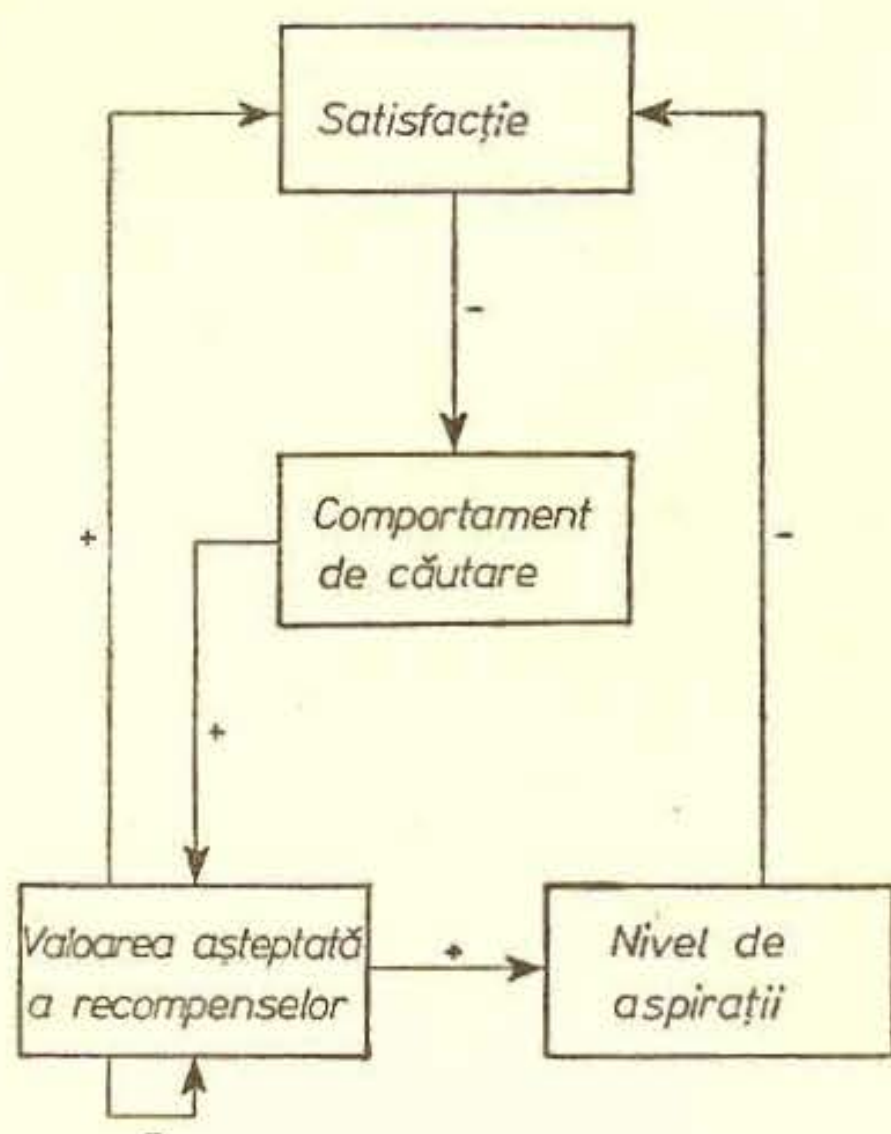 Satisfacție
-
Comportament
de căutare
+
-
+
Valoarea așteptată
a recompenselor
+
Nivel de
aspirații
-